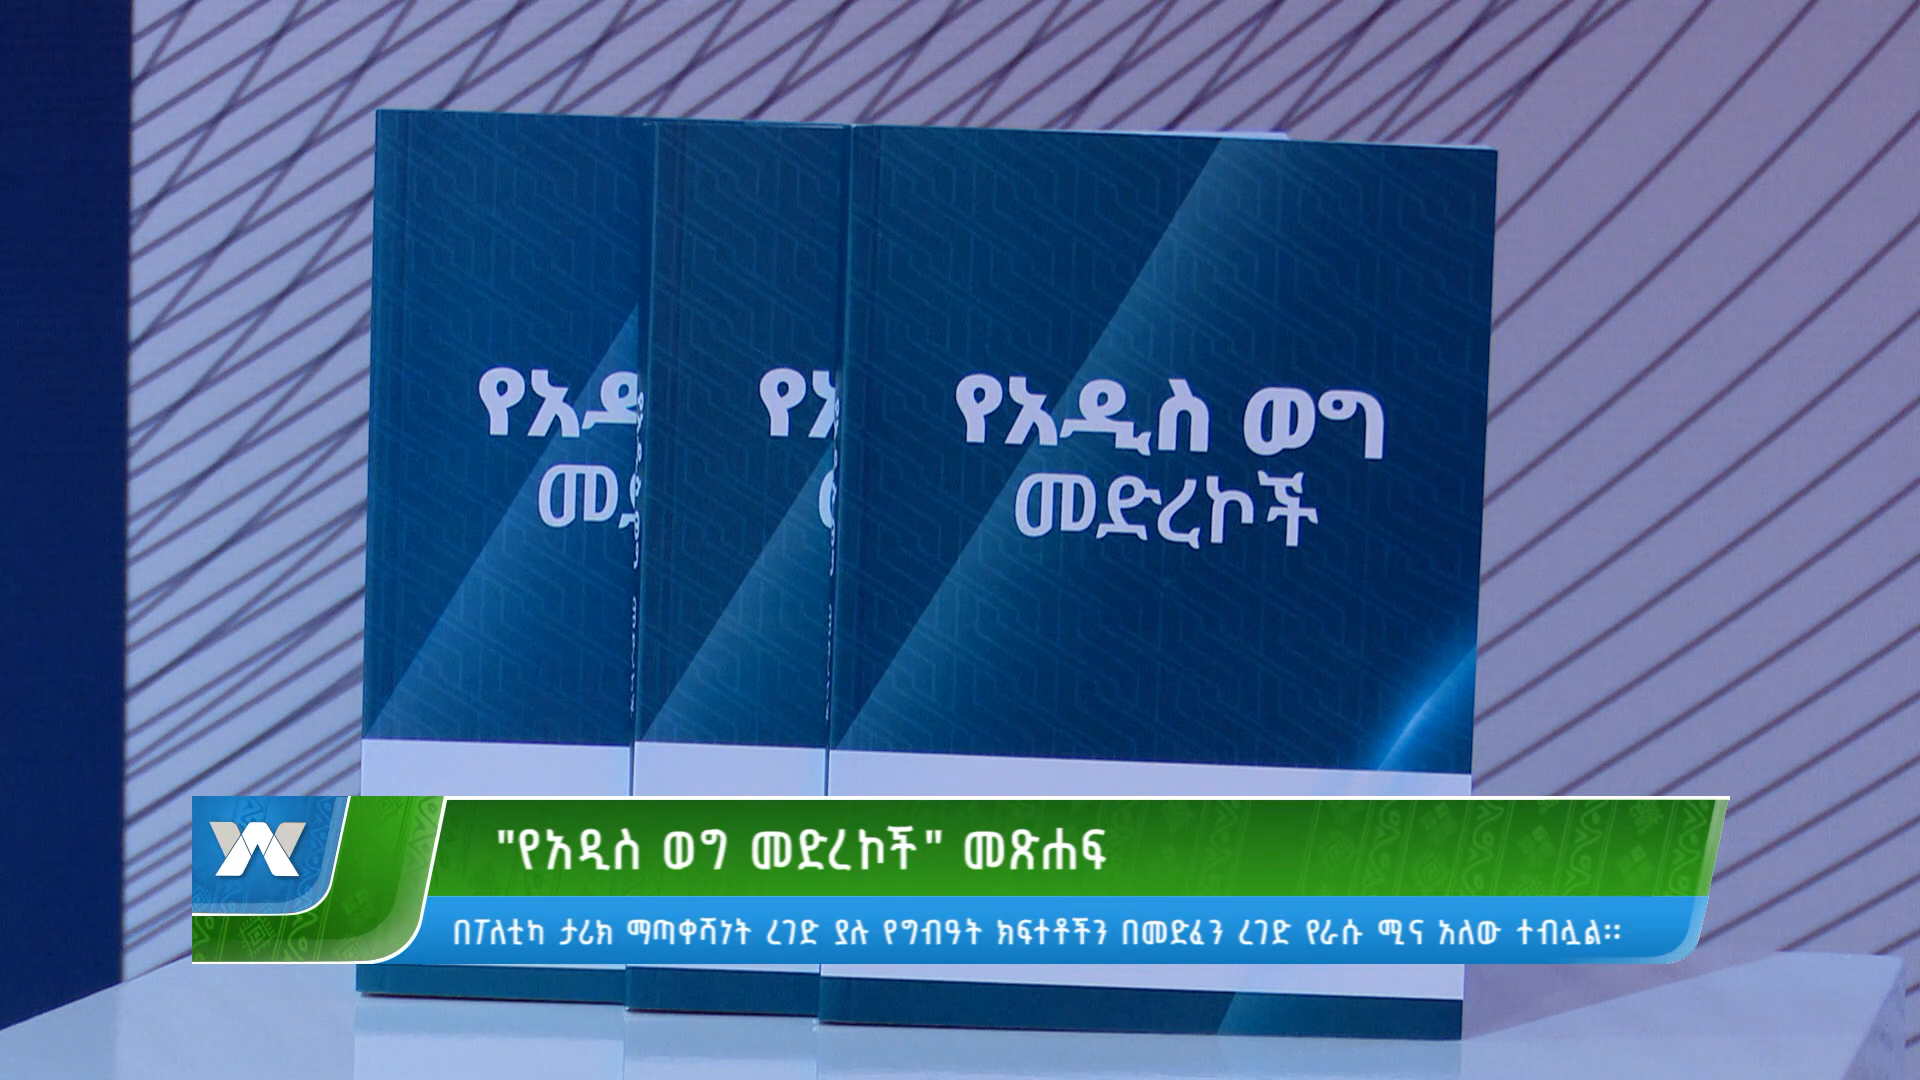 የአዲስ ወግ
መድረኮች
"የአዲስ ወግ መድረኮች" መጽሐፍ
በፖለቲካ ታሪክ ማጣቀሻነት ረገድ ያሉ የግብዓት ክፍተቶችን በመድፈን ረገድ የራሱ ሚና አለው ተብሏል።